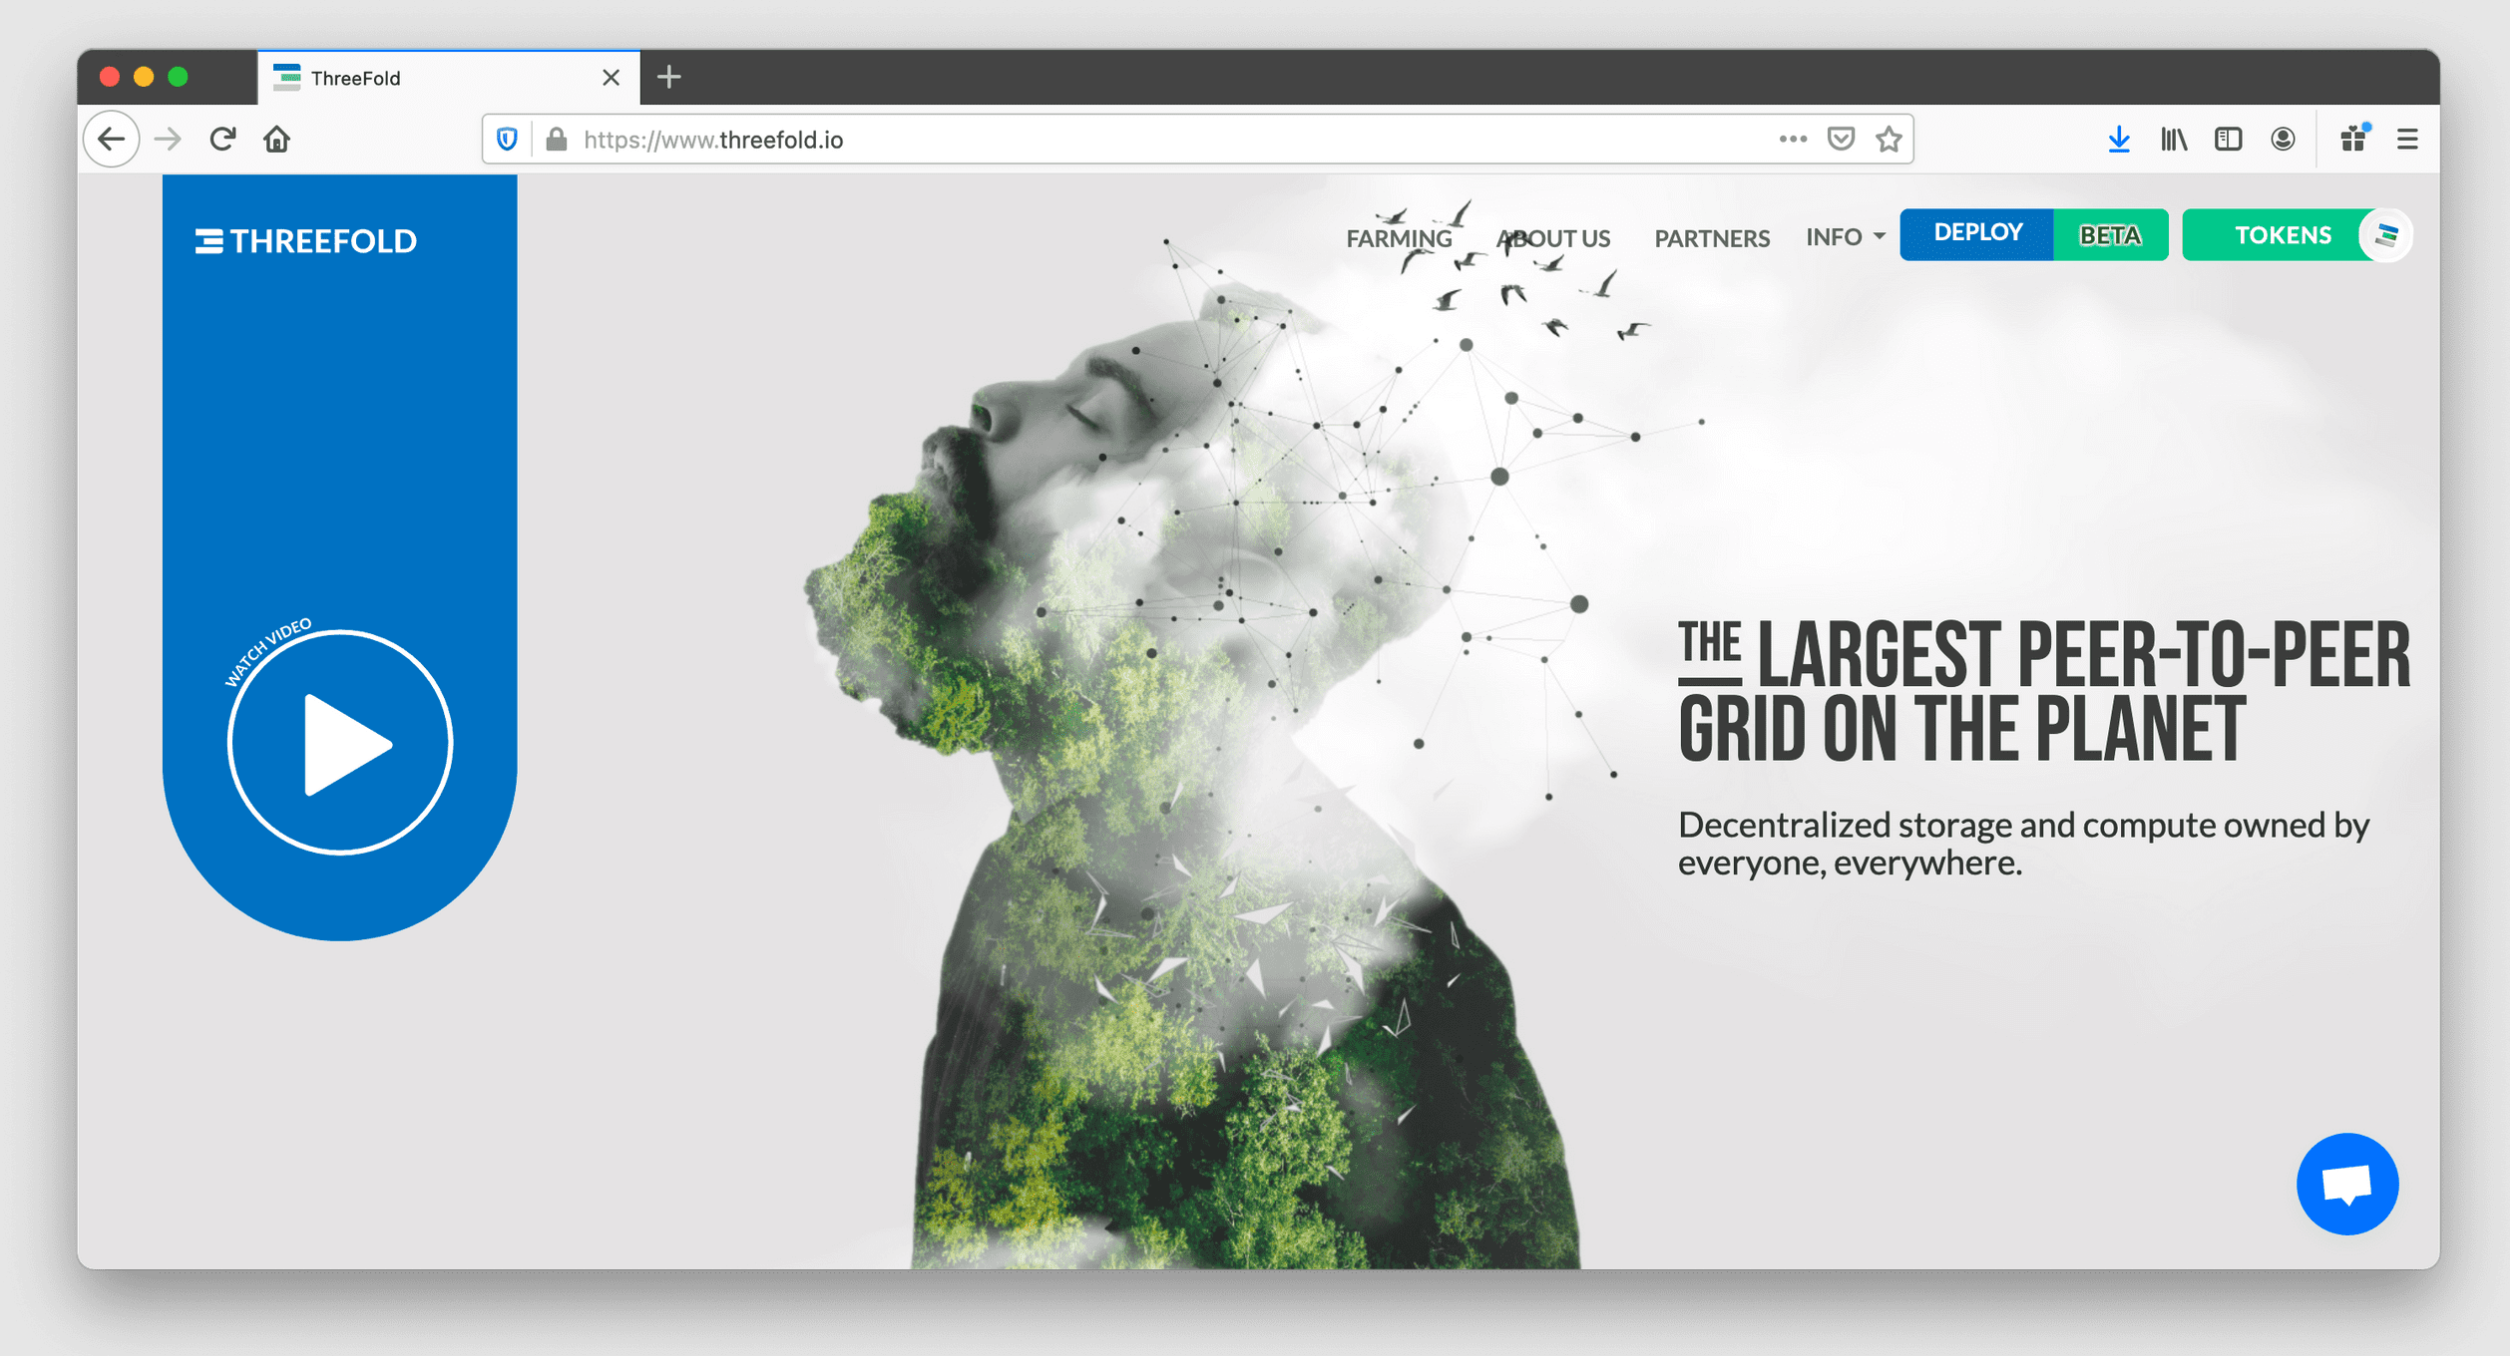 ThreeFold
https://www.threefold.io
THREEFOLD
FARMING
ABOUT US
PARTNERS
INFO
DEPLOY
BETA
TOKENS
WATCH VIDEO
THE LARGEST PEER-TO-PEER
GRID ON THE PLANET
Decentralized storage and compute owned by
everyone, everywhere.